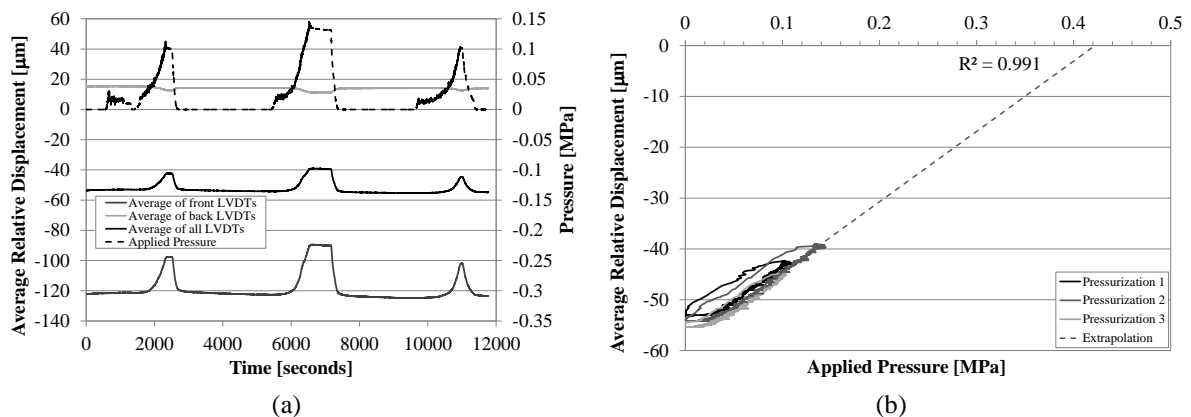 60
40
20
0
-20
-40
-60
-80
-100
-120
-140
Average Relative Displacement [µm]
0.15
0.1
0.05
0
-0.05
-0.1
-0.15
-0.2
-0.25
-0.3
-0.35
Pressure [MPa]
Average of front LVDTs
Average of back LVDTs
Average of all LVDTs
Applied Pressure
0 2000 4000 6000 8000 10000 12000
Time [seconds]
(a)
0 0.1 0.2 0.3 0.4 0.5
0
-10
-20
-30
-40
-50
-60
Average Relative Displacement [µm]
R² = 0.991
Pressurization 1
Pressurization 2
Pressurization 3
Extrapolation
Applied Pressure [MPa]
(b)